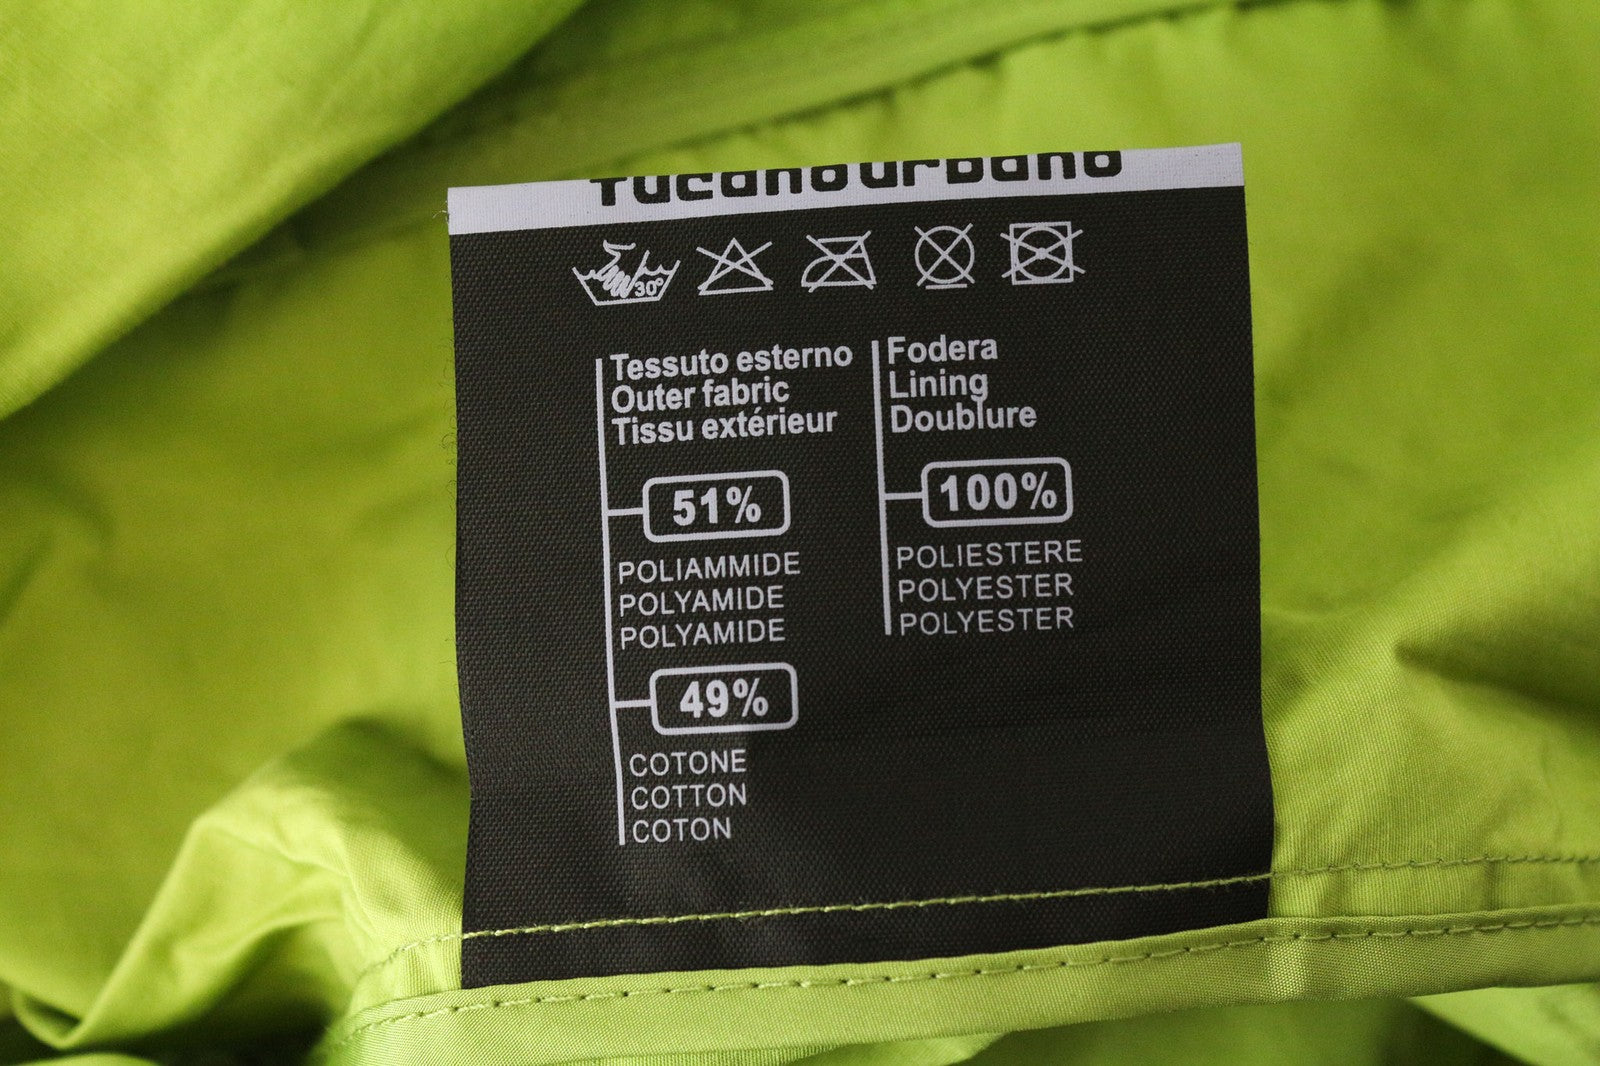 Tucanourbano
30°
Tessuto esterno
Outer fabric
Tissu extérieur
51%
POLIAMMIDE
POLYAMIDE
POLYAMIDE
49%
COTONE
COTTON
COTON
Fodera
Lining
Doublure
100%
POLIESTERE
POLYESTER
POLYESTER